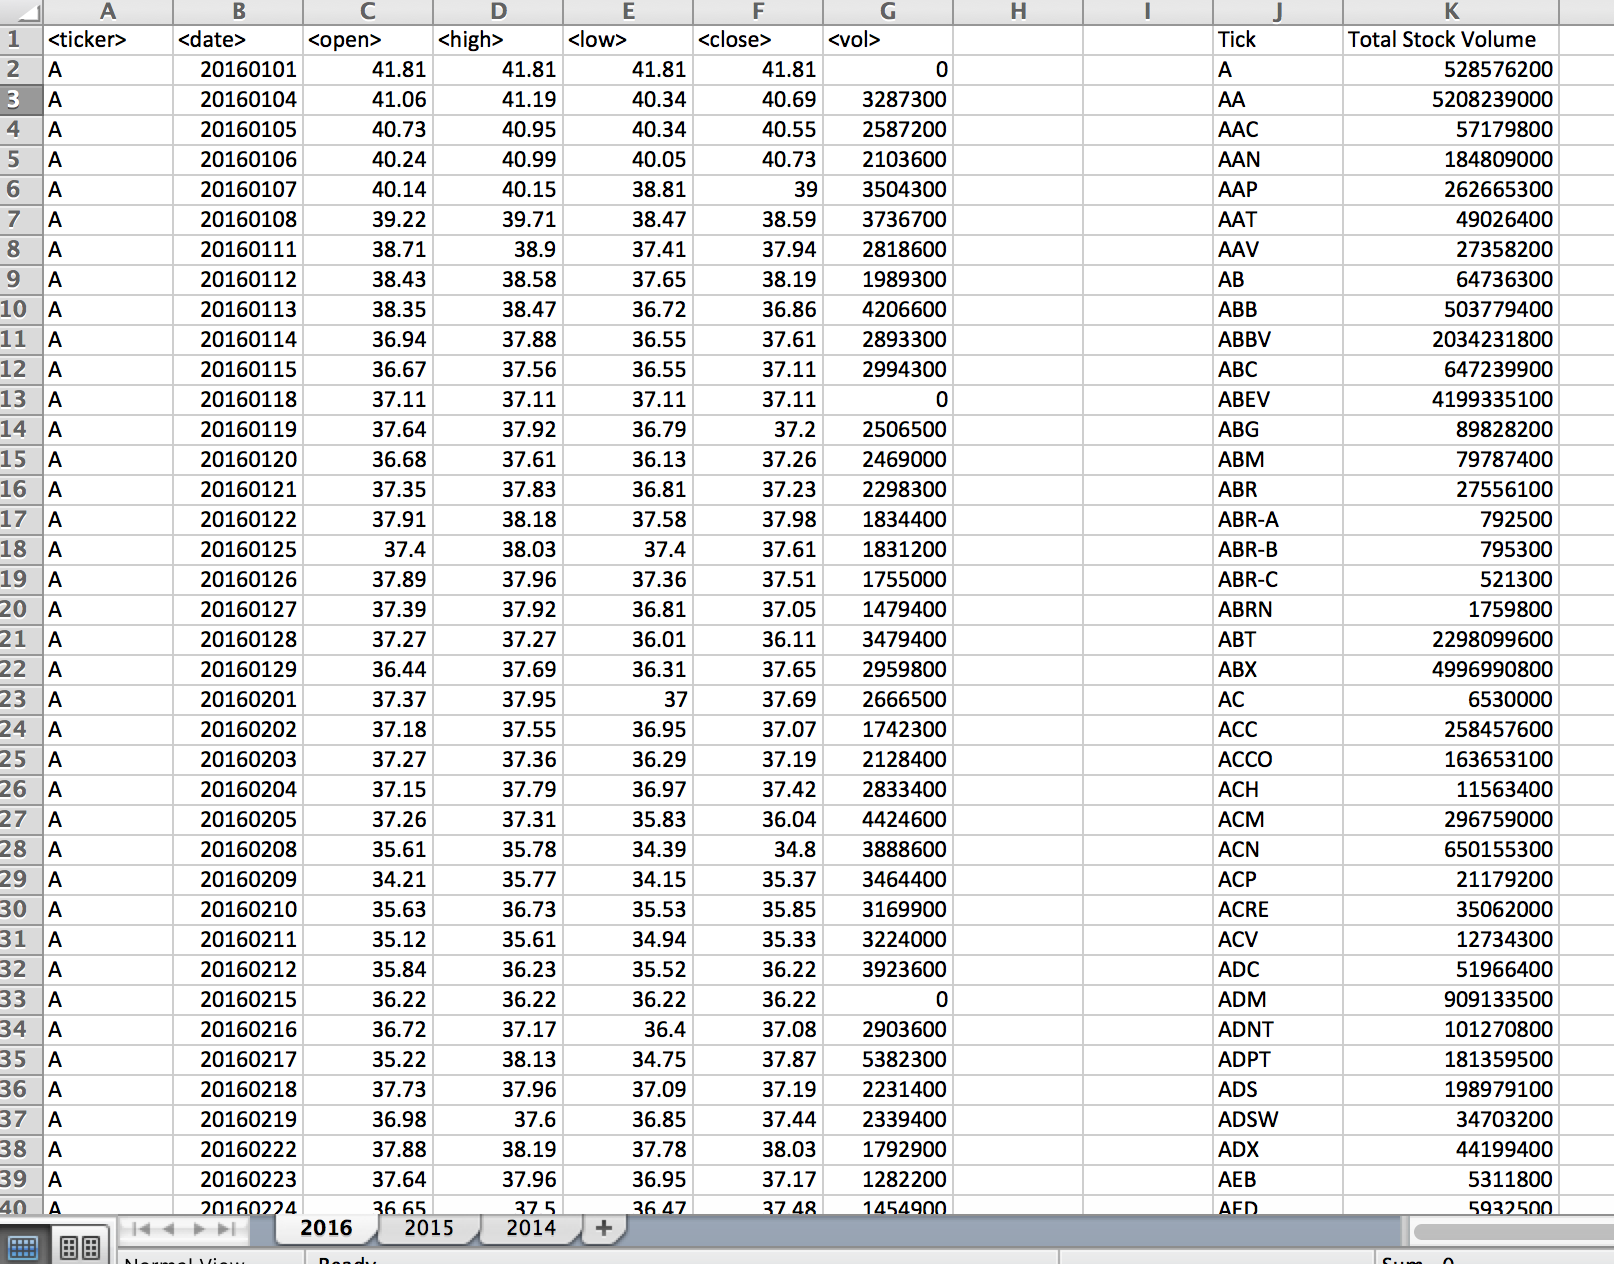 A B C D E F G H I J K
1 <ticker> <date> <open> <high> <low> <close> <vol> Tick Total Stock Volume
2 A 20160101 41.81 41.81 41.81 41.81 0 A 528576200
3 A 20160104 41.06 41.19 40.34 40.69 3287300 AA 5208239000
4 A 20160105 40.73 40.95 40.34 40.55 2587200 AAC 57179800
5 A 20160106 40.24 40.99 40.05 40.73 2103600 AAN 184809000
6 A 20160107 40.14 40.15 38.81 39 3504300 AAP 262665300
7 A 20160108 39.22 39.71 38.47 38.59 3736700 AAT 49026400
8 A 20160111 38.71 38.9 37.41 37.94 2818600 AAV 27358200
9 A 20160112 38.43 38.58 37.65 38.19 1989300 AB 64736300
10 A 20160113 38.35 38.47 36.72 36.86 4206600 ABB 503779400
11 A 20160114 36.94 37.88 36.55 37.61 2893300 ABBV 2034231800
12 A 20160115 36.67 37.56 36.55 37.11 2994300 ABC 647239900
13 A 20160118 37.11 37.11 37.11 37.11 0 ABEV 4199335100
14 A 20160119 37.64 37.92 36.79 37.2 2506500 ABG 89828200
15 A 20160120 36.68 37.61 36.13 37.26 2469000 ABM 79787400
16 A 20160121 37.35 37.83 36.81 37.23 2298300 ABR 27556100
17 A 20160122 37.91 38.18 37.58 37.98 1834400 ABR-A 792500
18 A 20160125 37.4 38.03 37.4 37.61 1831200 ABR-B 795300
19 A 20160126 37.89 37.96 37.36 37.51 1755000 ABR-C 521300
20 A 20160127 37.39 37.92 36.81 37.05 1479400 ABRN 1759800
21 A 20160128 37.27 37.27 36.01 36.11 3479400 ABT 2298099600
22 A 20160129 36.44 37.69 36.31 37.65 2959800 ABX 4996990800
23 A 20160201 37.37 37.95 37 37.69 2666500 AC 6530000
24 A 20160202 37.18 37.55 36.95 37.07 1742300 ACC 258457600
25 A 20160203 37.27 37.36 36.29 37.19 2128400 ACCO 163653100
26 A 20160204 37.15 37.79 36.97 37.42 2833400 ACH 11563400
27 A 20160205 37.26 37.31 35.83 36.04 4424600 ACM 296759000
28 A 20160208 35.61 35.78 34.39 34.8 3888600 ACN 650155300
29 A 20160209 34.21 35.77 34.15 35.37 3464400 ACP 21179200
30 A 20160210 35.63 36.73 35.53 35.85 3169900 ACRE 35062000
31 A 20160211 35.12 35.61 34.94 35.33 3224000 ACV 12734300
32 A 20160212 35.84 36.23 35.52 36.22 3923600 ADC 51966400
33 A 20160215 36.22 36.22 36.22 36.22 0 ADM 909133500
34 A 20160216 36.72 37.17 36.4 37.08 2903600 ADNT 101270800
35 A 20160217 35.22 38.13 34.75 37.87 5382300 ADPT 181359500
36 A 20160218 37.73 37.96 37.09 37.19 2231400 ADS 198979100
37 A 20160219 36.98 37.6 36.85 37.44 2339400 ADSW 34703200
38 A 20160222 37.88 38.19 37.78 38.03 1792900 ADX 44199400
39 A 20160223 37.64 37.96 36.95 37.17 1282200 AEB 5311800
40 A 20160224 36.65 37.5 36.47 37.48 1454900 AED 5932500
2016 2015 2014 +
Normal View Ready Sum=0